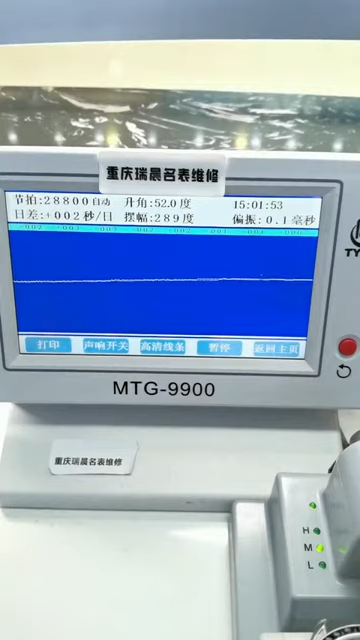 重庆瑞晨名表维修
节拍:28800自动 升角:52.0度 15:01:53
日差:+002秒/日 摆幅:289度 偏振:0.1毫秒
打印 声响开关 高清线条 暂停 返回主页
TY
MTG-9900
重庆瑞晨名表维修
H
M
L